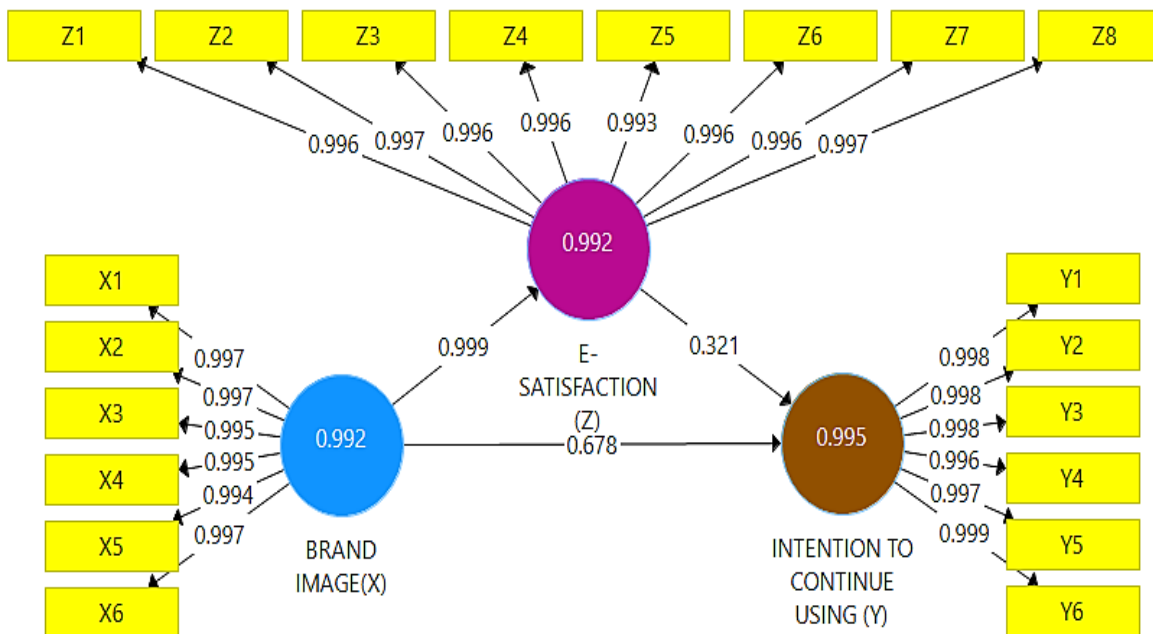 Z1 Z2 Z3 Z4 Z5 Z6 Z7 Z8
0.996 0.997 0.996 0.996 0.993 0.996 0.996 0.997
0.992
E-
SATISFACTION
(Z)
X1
X2
X3
X4
X5
X6
0.997
0.997
0.995
0.995
0.994
0.997
0.992
BRAND
IMAGE(X)
0.999
0.321
0.678
0.995
INTENTION TO
CONTINUE
USING (Y)
0.998
0.998
0.998
0.996
0.997
0.999
Y1
Y2
Y3
Y4
Y5
Y6